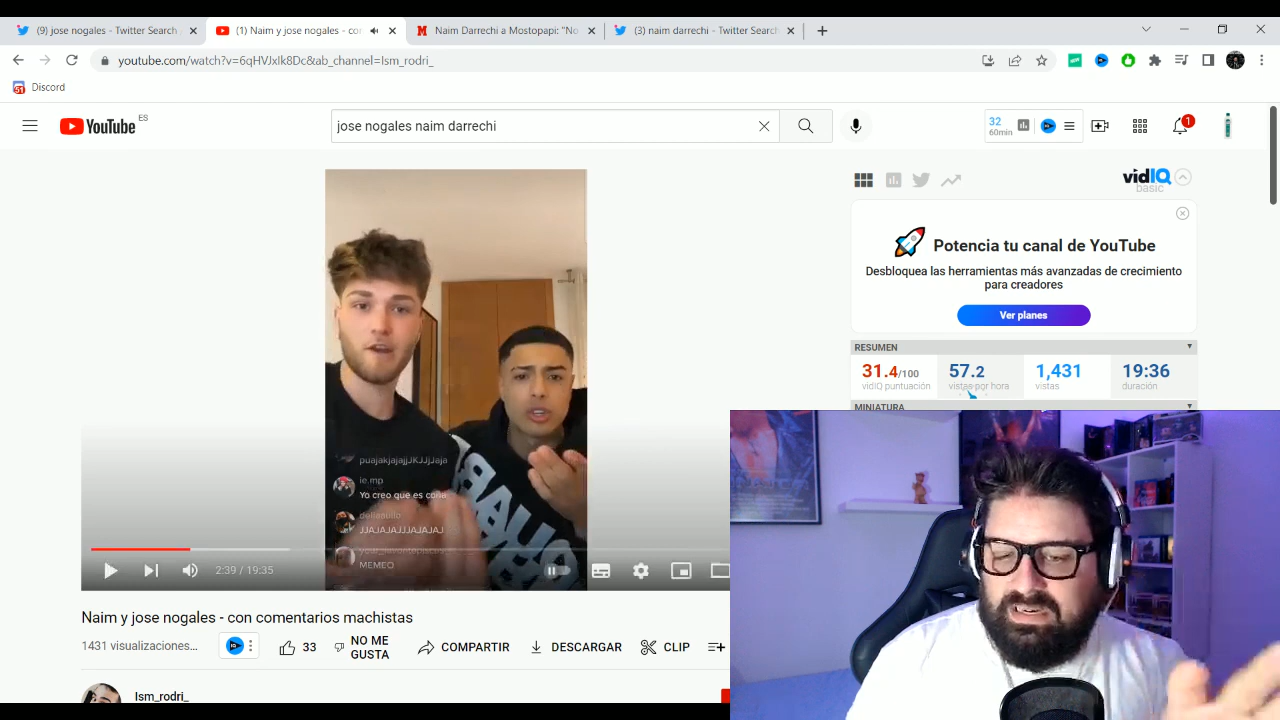 (9) jose nogales - Twitter Search
(1) Naim y jose nogales - co
Naim Darrechi a Mostopapi: "No
(3) naim darrechi - Twitter Search
youtube.com/watch?v=6qHVJxIk8Dc&ab_channel=Ism_rodri_
51
Discord
YouTube ES
jose nogales naim darrechi
32
60min
1
vidIQ
basic
Potencia tu canal de YouTube
Desbloquea las herramientas más avanzadas de crecimiento
para creadores
Ver planes
RESUMEN
31.4/100
vidIQ puntuación
57.2
vistas por hora
1,431
vistas
19:36
duración
MINIATURA
puajakjajajjJKJJjJaja
ie.mp
Yo creo que es coña
JJAJAJAJJJAJAJAJ
MEMEO
2:39 / 19:35
Naim y jose nogales - con comentarios machistas
1431 visualizaciones...
33
NO ME
GUSTA
COMPARTIR
DESCARGAR
CLIP
Ism_rodri_